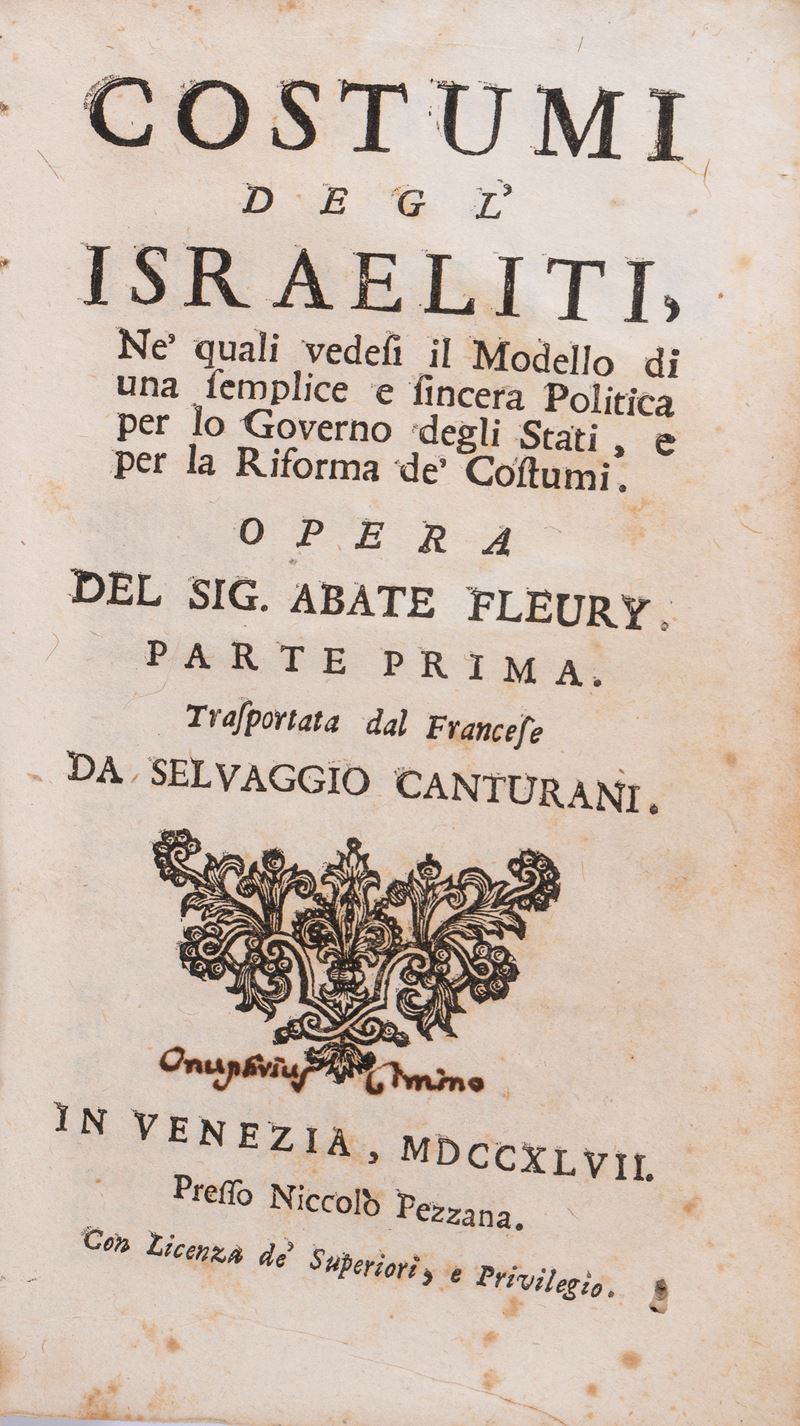 COSTUMI
DEGL'
ISRAELITI,
Ne' quali vedeſi il Modello di
una ſemplice e ſincera Politica
per lo Governo degli Stati, e
per la Riforma de' Coſtumi.
OPERA
DEL SIG. ABATE FLEURY.
PARTE PRIMA.
Traſportata dal Franceſe
DA SELVAGGIO CANTURANI.
Onuphrius
IN VENEZIA, MDCCXLVII.
Preſſo Niccolò Pezzana.
Con Licenza de' Superiori, e Privilegio.